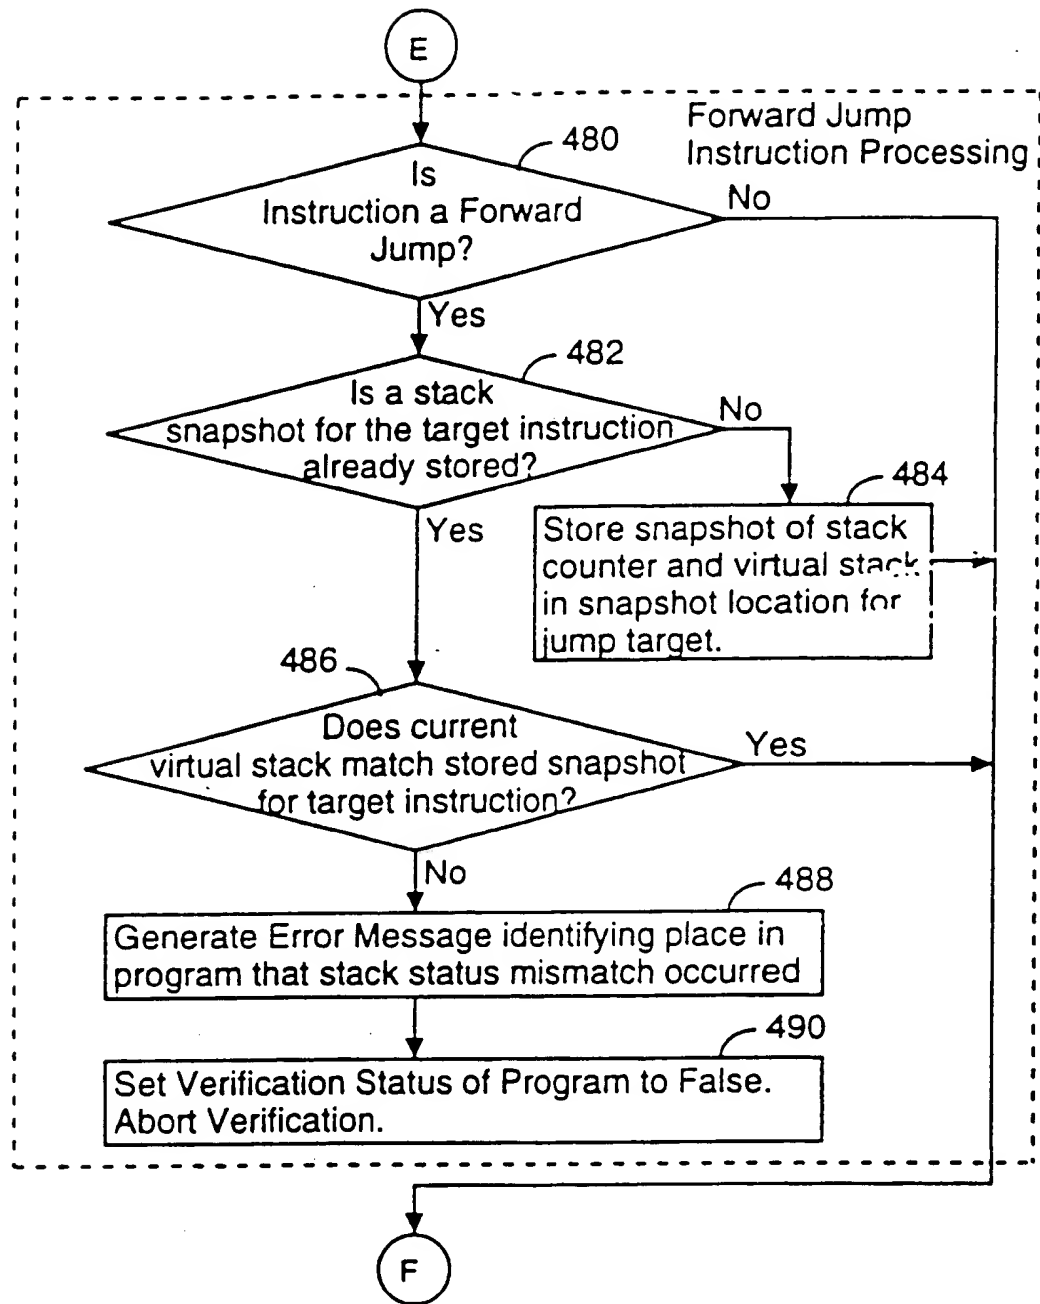 E
Forward Jump
Instruction Processing
480
Is
Instruction a Forward
Jump?
No
Yes
482
Is a stack
snapshot for the target instruction
already stored?
No
Yes
484
Store snapshot of stack
counter and virtual stack
in snapshot location for
jump target.
486
Does current
virtual stack match stored snapshot
for target instruction?
Yes
No
488
Generate Error Message identifying place in
program that stack status mismatch occurred
490
Set Verification Status of Program to False.
Abort Verification.
F